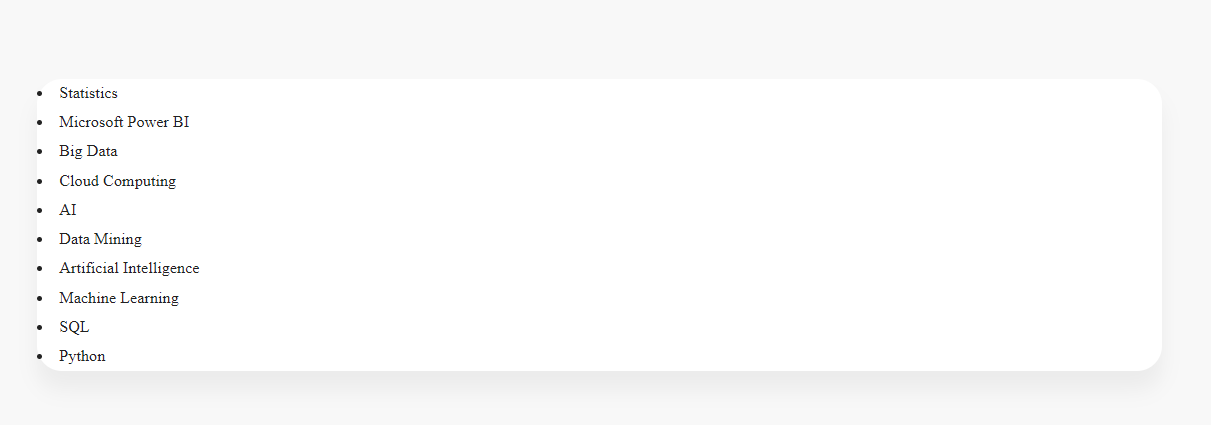 Statistics
Microsoft Power BI
Big Data
Cloud Computing
AI
Data Mining
Artificial Intelligence
Machine Learning
SQL
Python